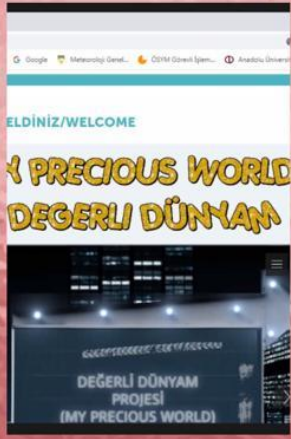 Google Meteoroloji Genel... ÖSYM Görevli İşlem... Anadolu Üniversi
ELDİNİZ/WELCOME
Y PRECIOUS WORLD
DEGERLI DÜNYAM
DEĞERLİ DÜNYAM
PROJESİ
(MY PRECIOUS WORLD)